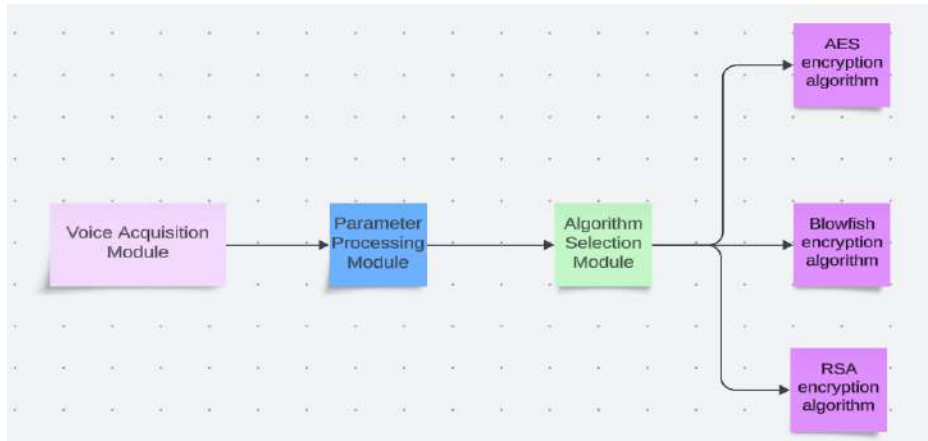 AES
encryption
algorithm
Voice Acquisition
Module
Parameter
Processing
Module
Algorithm
Selection
Module
Blowfish
encryption
algorithm
RSA
encryption
algorithm